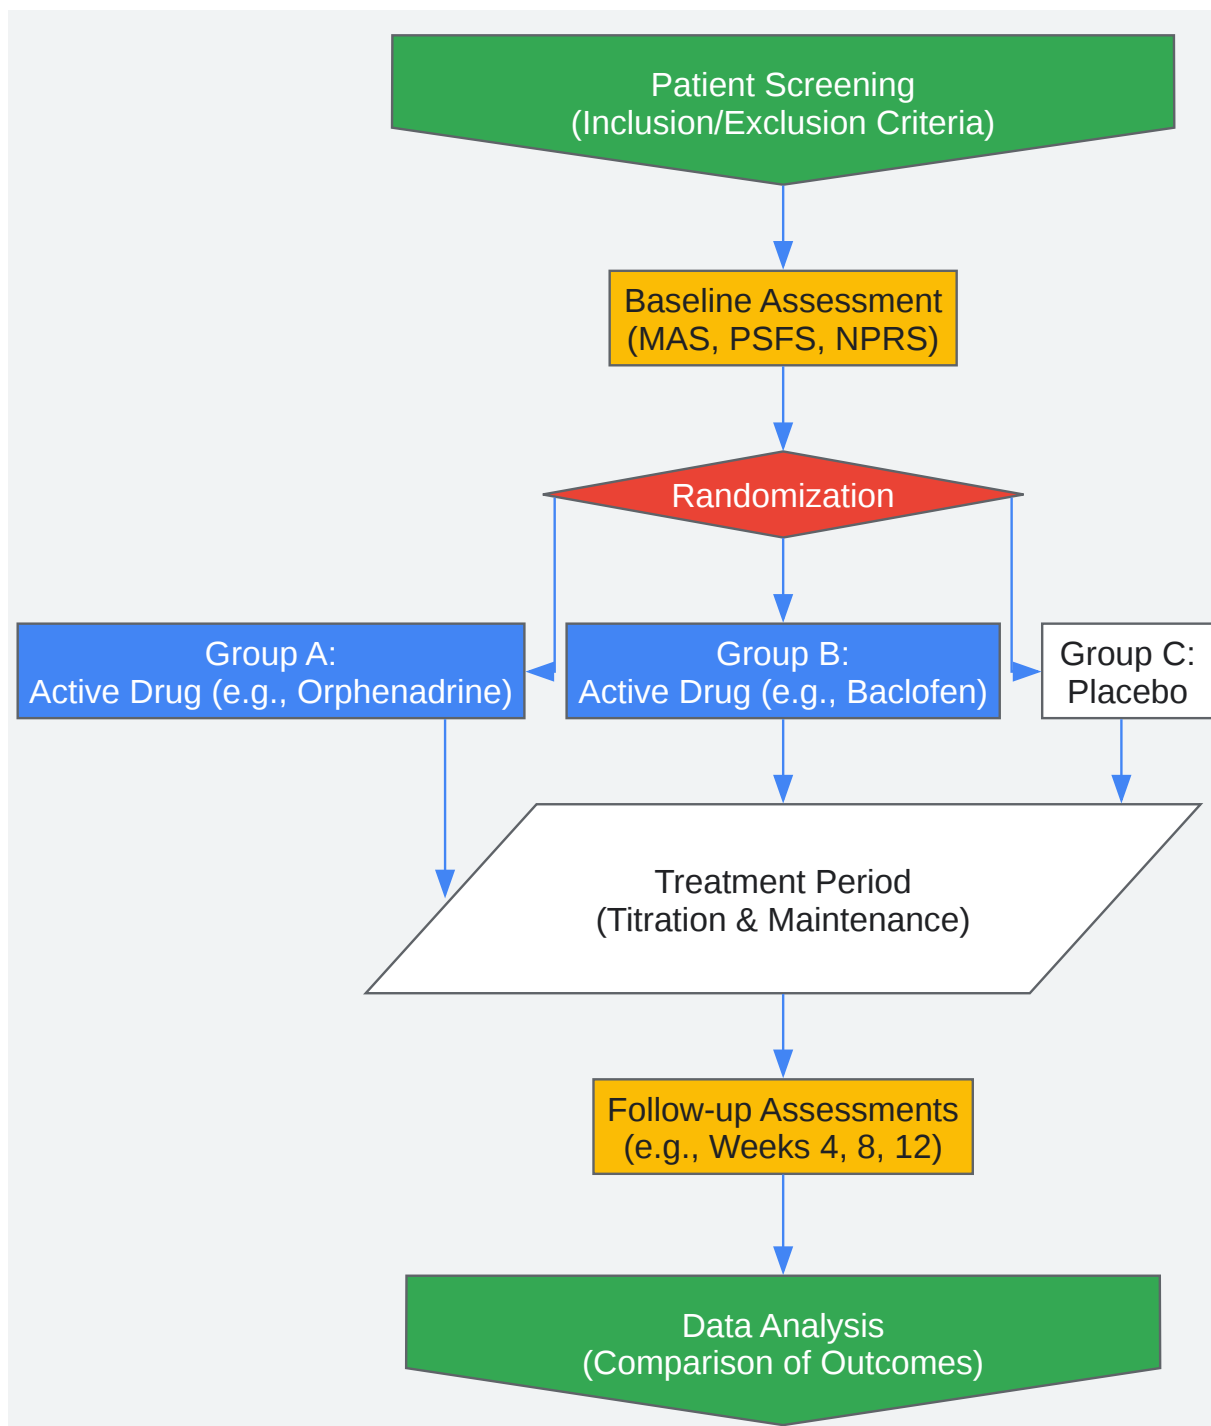 Patient Screening
(Inclusion/Exclusion Criteria)
Baseline Assessment
(MAS, PSFS, NPRS)
Randomization
Group A:
Active Drug (e.g., Orphenadrine)
Group B:
Active Drug (e.g., Baclofen)
Group C:
Placebo
Treatment Period
(Titration & Maintenance)
Follow-up Assessments
(e.g., Weeks 4, 8, 12)
Data Analysis
(Comparison of Outcomes)